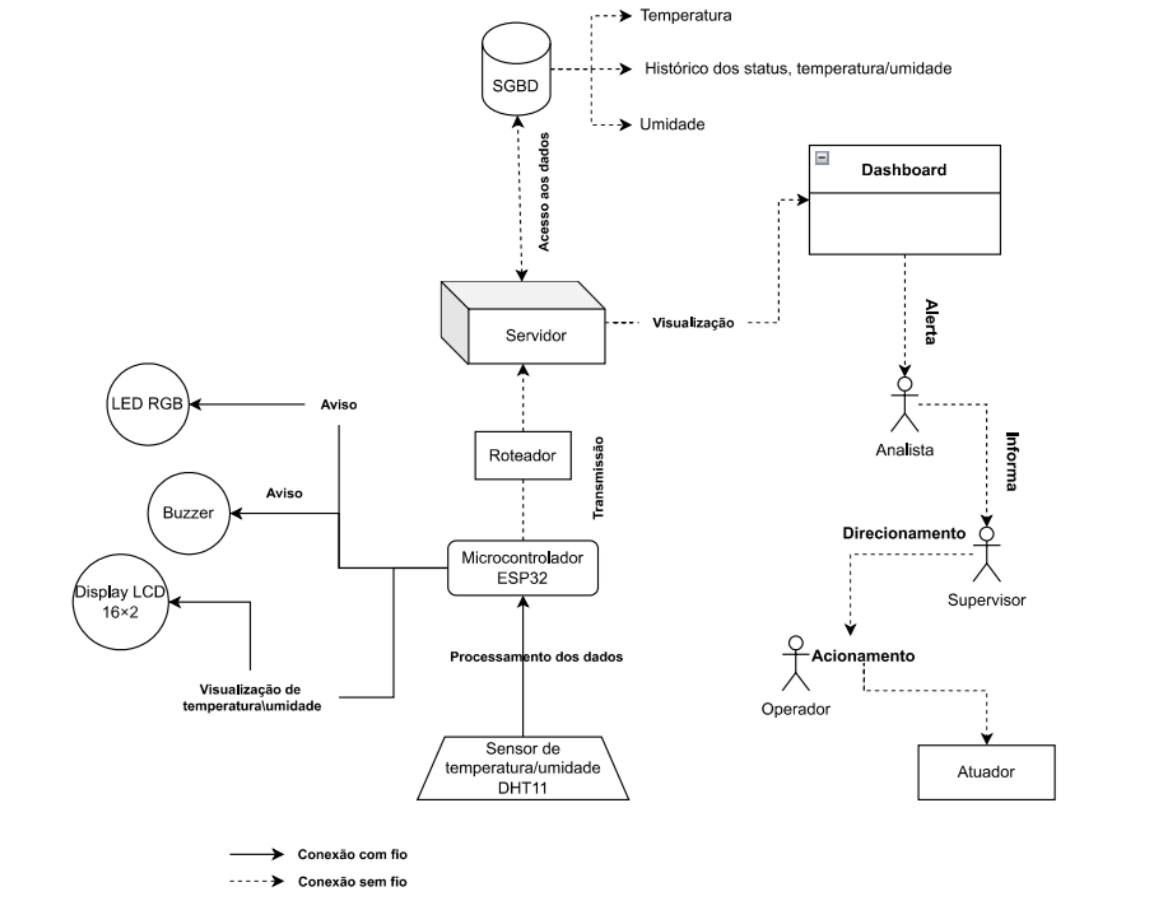 Temperatura
SGBD
Histórico dos status, temperatura/umidade
Umidade
Acesso aos dados
Dashboard
Servidor
Visualização
Alerta
LED RGB
Aviso
Analista
Roteador
Transmissão
Informa
Aviso
Buzzer
Direcionamento
Microcontrolador
ESP32
Supervisor
Display LCD
16×2
Processamento dos dados
Acionamento
Visualização de
temperatura\umidade
Operador
Sensor de
temperatura/umidade
DHT11
Atuador
Conexão com fio
Conexão sem fio